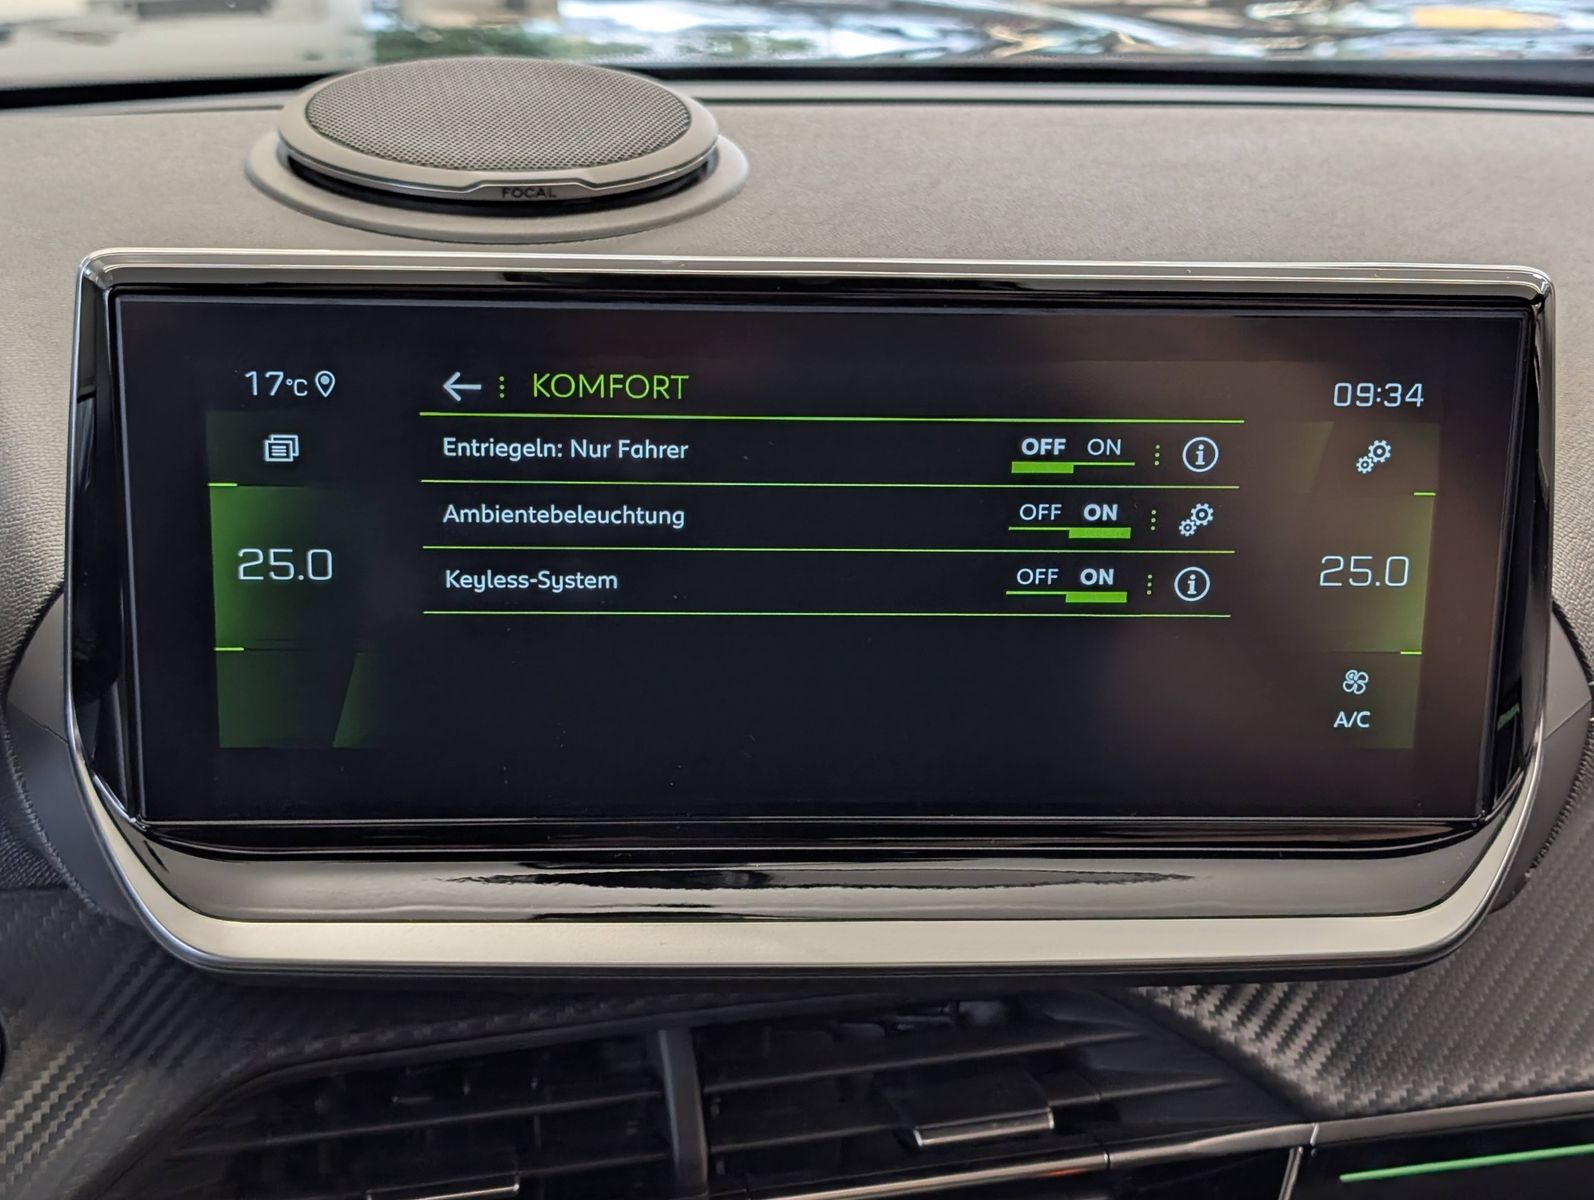 FOCAL
17°C
KOMFORT
09:34
Entriegeln: Nur Fahrer OFF ON
Ambientebeleuchtung OFF ON
25.0
25.0
Keyless-System OFF ON
A/C